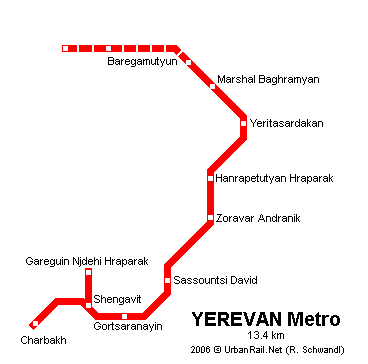 Baregamutyun
Marshal Baghramyan
Yeritasardakan
Hanrapetutyan Hraparak
Zoravar Andranik
Gareguin Njdehi Hraparak
Sassountsi David
Shengavit
Gortsaranayin
Charbakh
YEREVAN Metro
13.4 km
2006 © UrbanRail.Net (R. Schwandl)